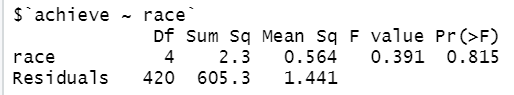 $`achieve ~ race`
Df Sum Sq Mean Sq F value Pr(>F)
race 4 2.3 0.564 0.391 0.815
Residuals 420 605.3 1.441